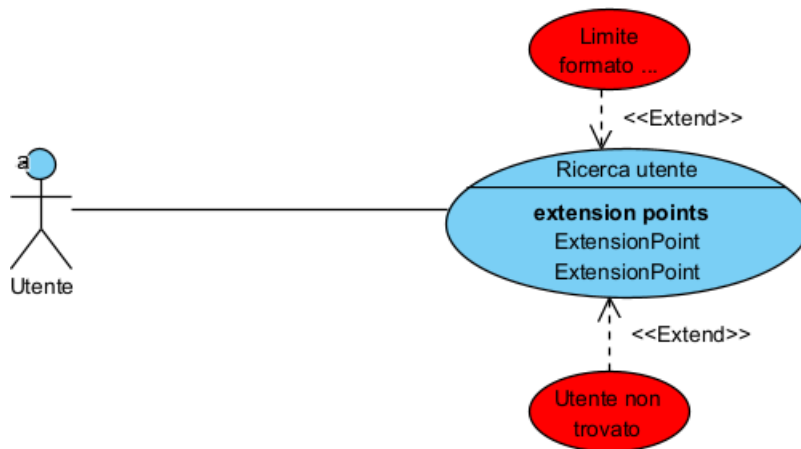 Limite
formato ...
<<Extend>>
a
Ricerca utente
extension points
ExtensionPoint
ExtensionPoint
Utente
<<Extend>>
Utente non
trovato